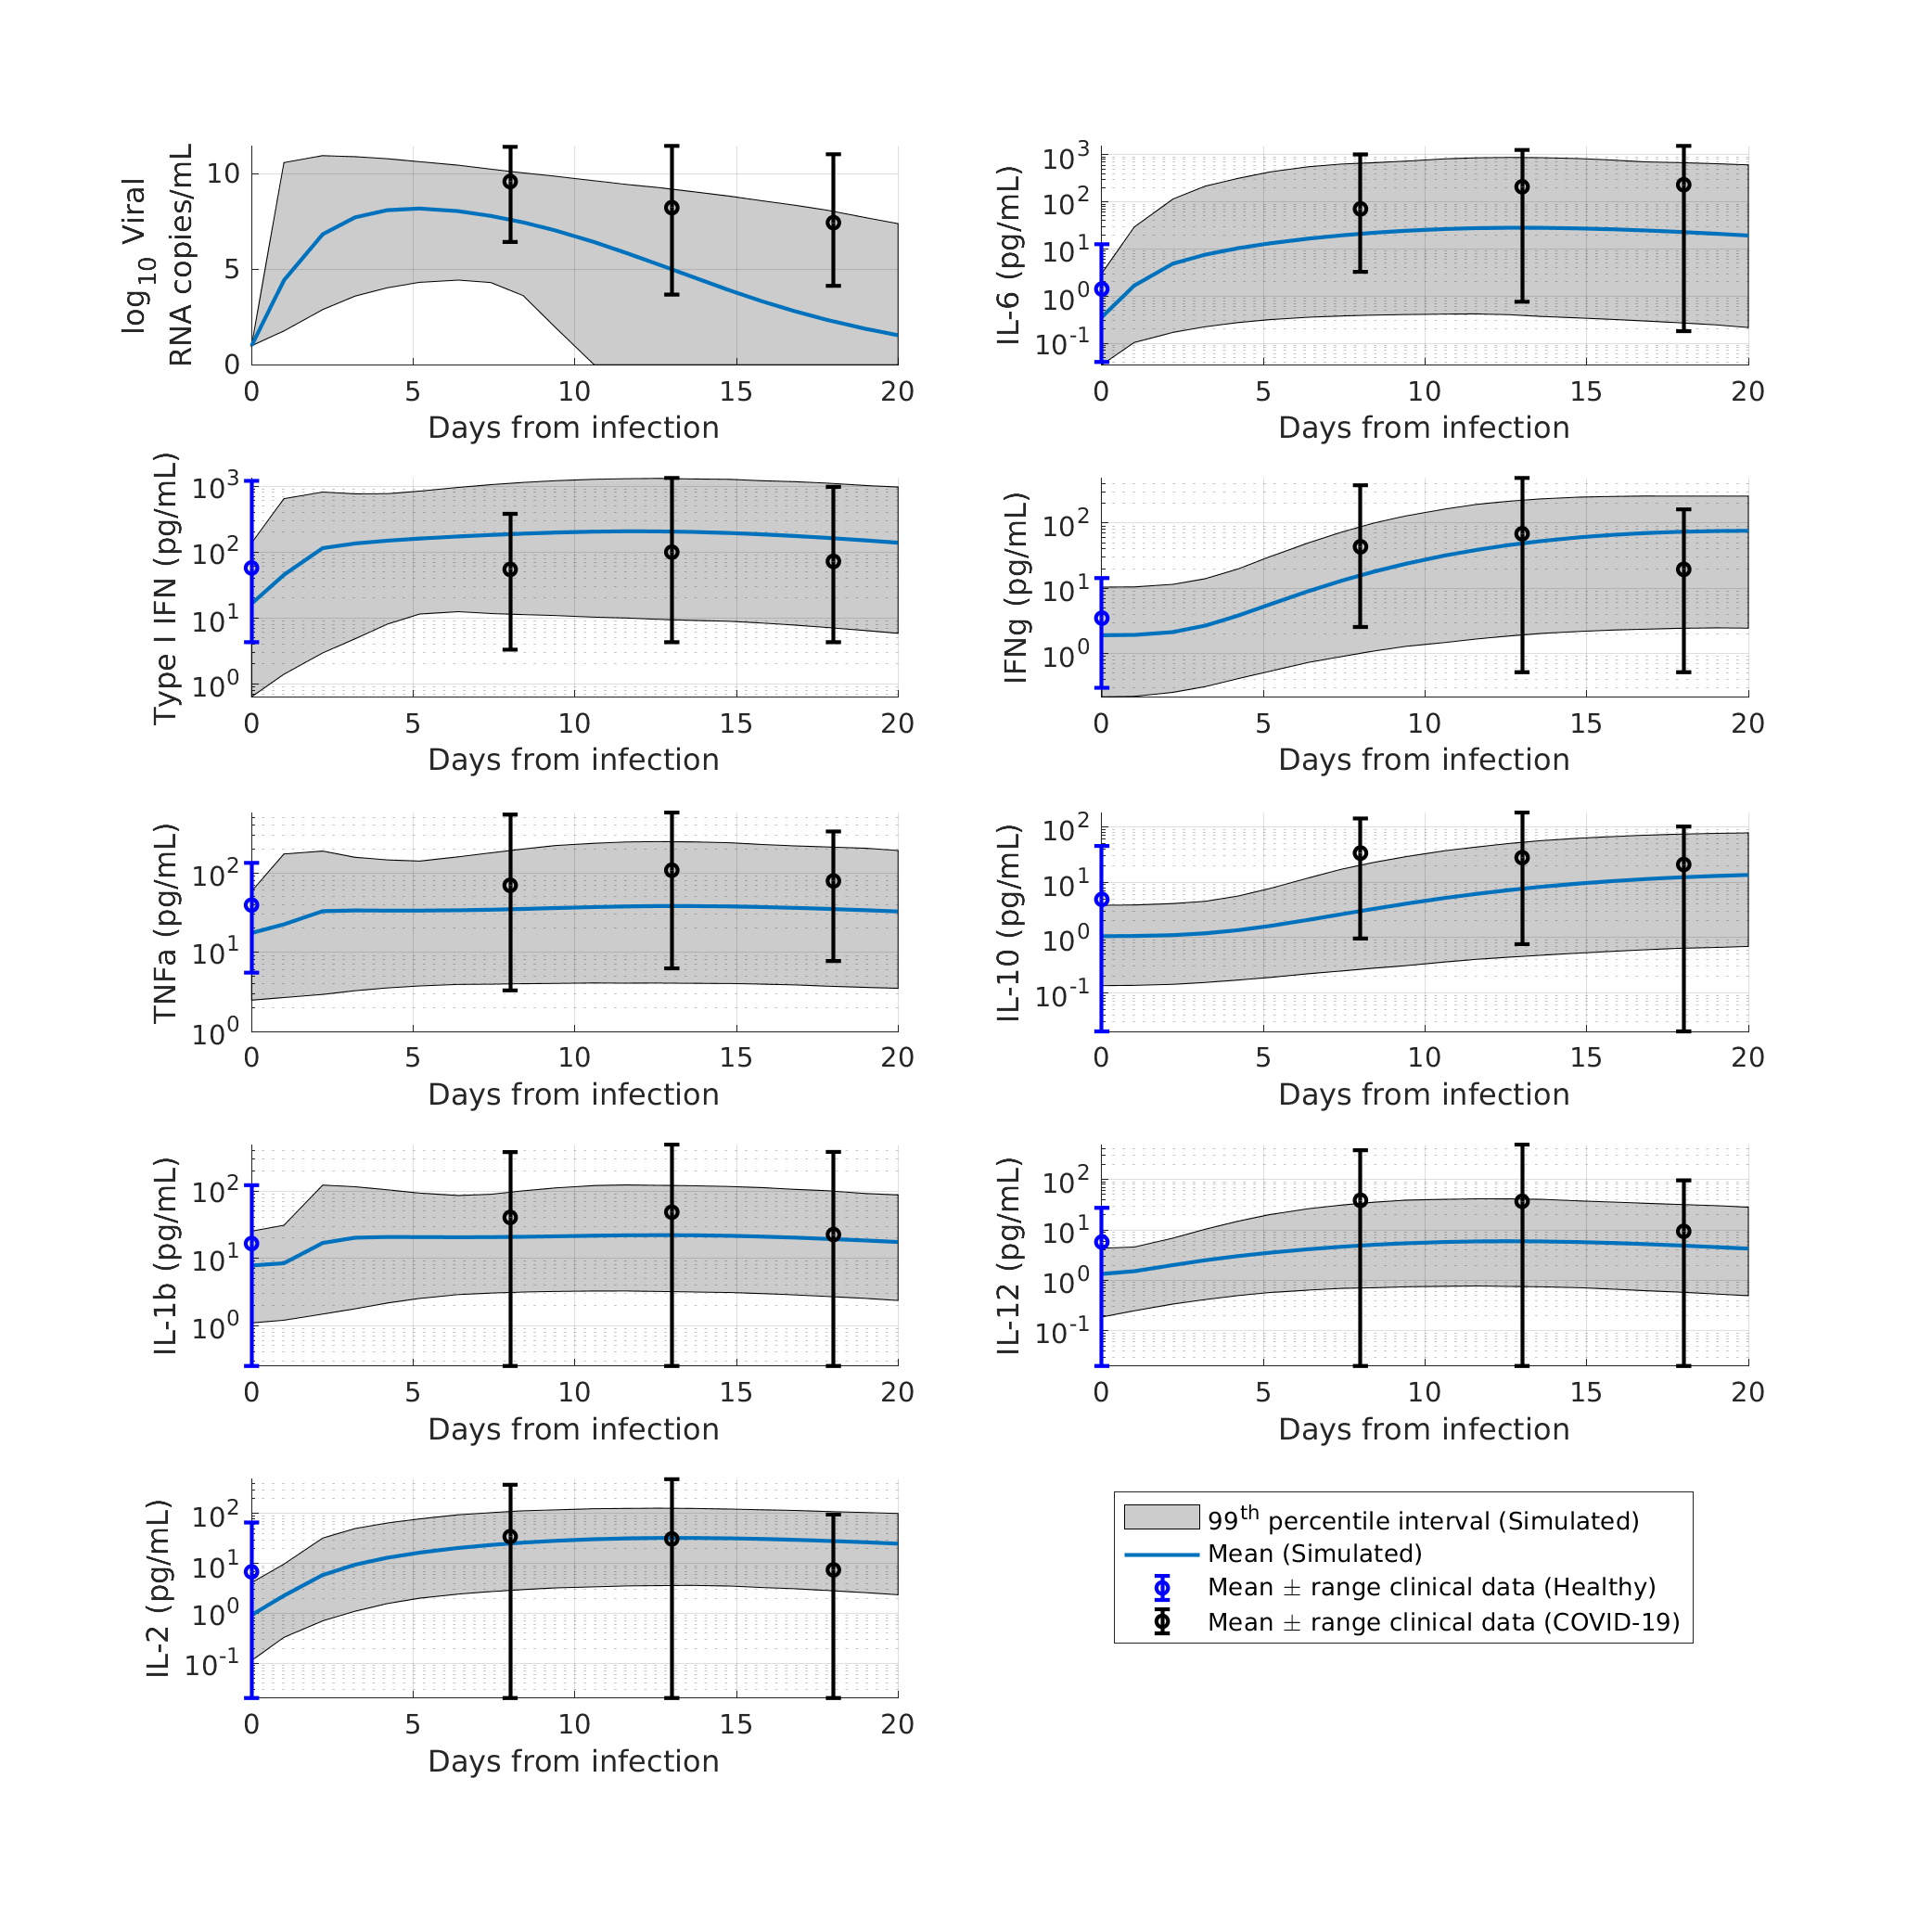 log10 Viral
RNA copies/mL
10
5
0
0 5 10 15 20
Days from infection
IL-6 (pg/mL)
10^3
10^2
10^1
10^0
10^-1
0 5 10 15 20
Days from infection
Type I IFN (pg/mL)
10^3
10^2
10^1
10^0
0 5 10 15 20
Days from infection
IFNg (pg/mL)
10^2
10^1
10^0
0 5 10 15 20
Days from infection
TNFa (pg/mL)
10^2
10^1
10^0
0 5 10 15 20
Days from infection
IL-10 (pg/mL)
10^2
10^1
10^0
10^-1
0 5 10 15 20
Days from infection
IL-1b (pg/mL)
10^2
10^1
10^0
0 5 10 15 20
Days from infection
IL-12 (pg/mL)
10^2
10^1
10^0
10^-1
0 5 10 15 20
Days from infection
IL-2 (pg/mL)
10^2
10^1
10^0
10^-1
0 5 10 15 20
Days from infection
99th percentile interval (Simulated)
Mean (Simulated)
Mean ± range clinical data (Healthy)
Mean ± range clinical data (COVID-19)